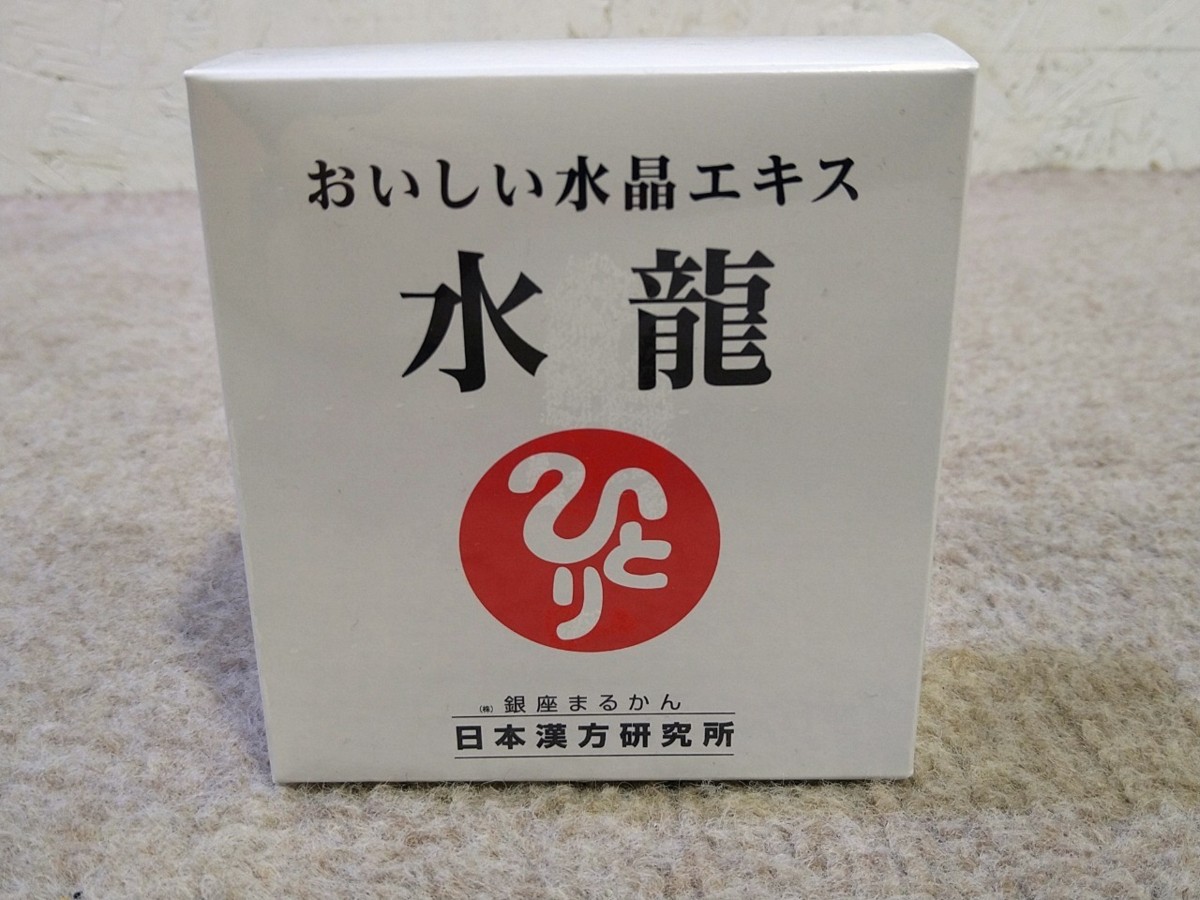 おいしい水晶エキス
水龍
ひとり
(株) 銀座まるかん
日本漢方研究所